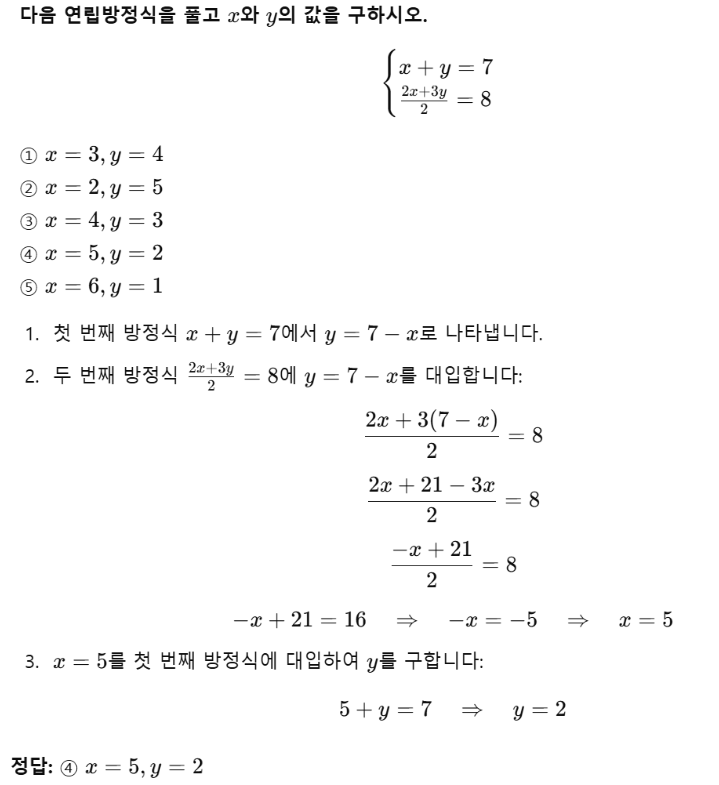 다음 연립방정식을 풀고 x와 y의 값을 구하시오.
{ x + y = 7
(2x+3y)/2 = 8
① x = 3, y = 4
② x = 2, y = 5
③ x = 4, y = 3
④ x = 5, y = 2
⑤ x = 6, y = 1
1. 첫 번째 방정식 x + y = 7에서 y = 7 − x로 나타냅니다.
2. 두 번째 방정식 (2x+3y)/2 = 8에 y = 7 − x를 대입합니다:
(2x + 3(7 − x))/2 = 8
(2x + 21 − 3x)/2 = 8
(−x + 21)/2 = 8
−x + 21 = 16 ⇒ −x = −5 ⇒ x = 5
3. x = 5를 첫 번째 방정식에 대입하여 y를 구합니다:
5 + y = 7 ⇒ y = 2
정답: ④ x = 5, y = 2